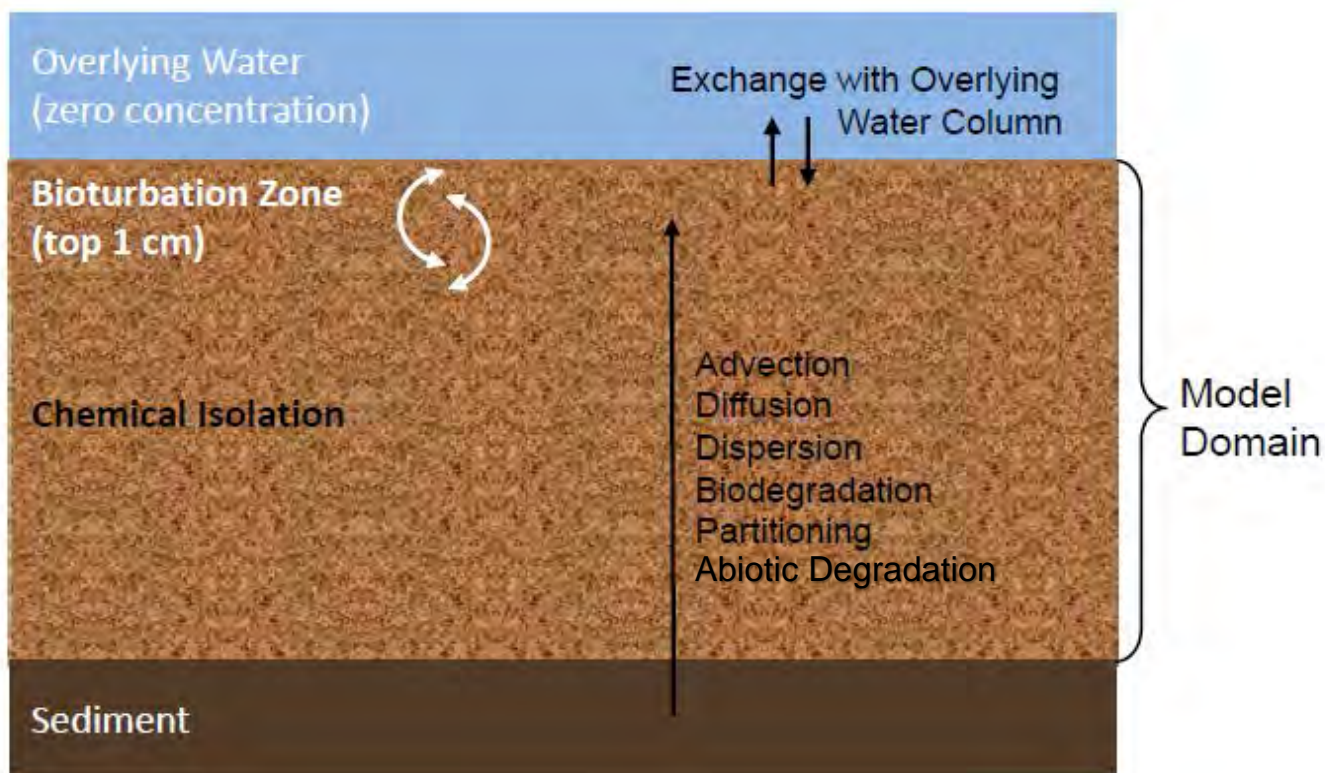 Overlying Water
(zero concentration)
Exchange with Overlying
Water Column
Bioturbation Zone
(top 1 cm)
Advection
Diffusion
Dispersion
Biodegradation
Partitioning
Abiotic Degradation
Chemical Isolation
Model
Domain
Sediment